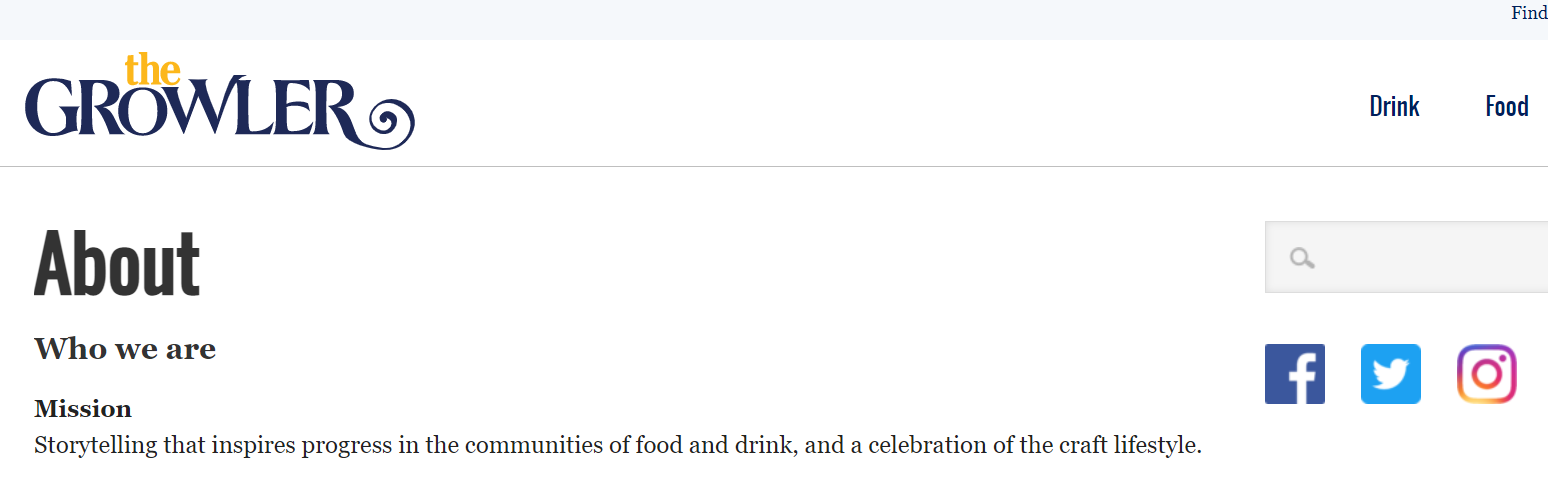 Find
the
GROWLER
Drink Food
About
Who we are
Mission
Storytelling that inspires progress in the communities of food and drink, and a celebration of the craft lifestyle.